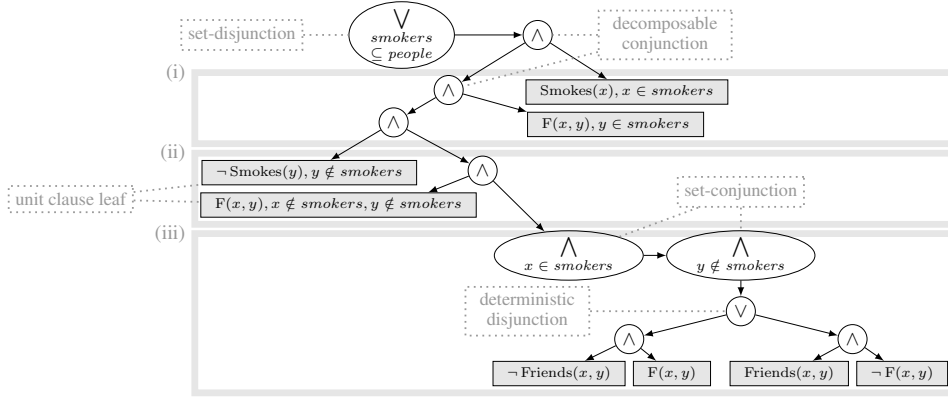 set-disjunction
⋁
smokers
⊆ people
∧
decomposable
conjunction
(i)
∧
Smokes(x), x ∈ smokers
F(x, y), y ∈ smokers
∧
(ii)
¬ Smokes(y), y ∉ smokers
∧
unit clause leaf
F(x, y), x ∉ smokers, y ∉ smokers
set-conjunction
(iii)
⋀
x ∈ smokers
⋀
y ∉ smokers
deterministic
disjunction
∨
∧
∧
¬ Friends(x, y)
F(x, y)
Friends(x, y)
¬ F(x, y)